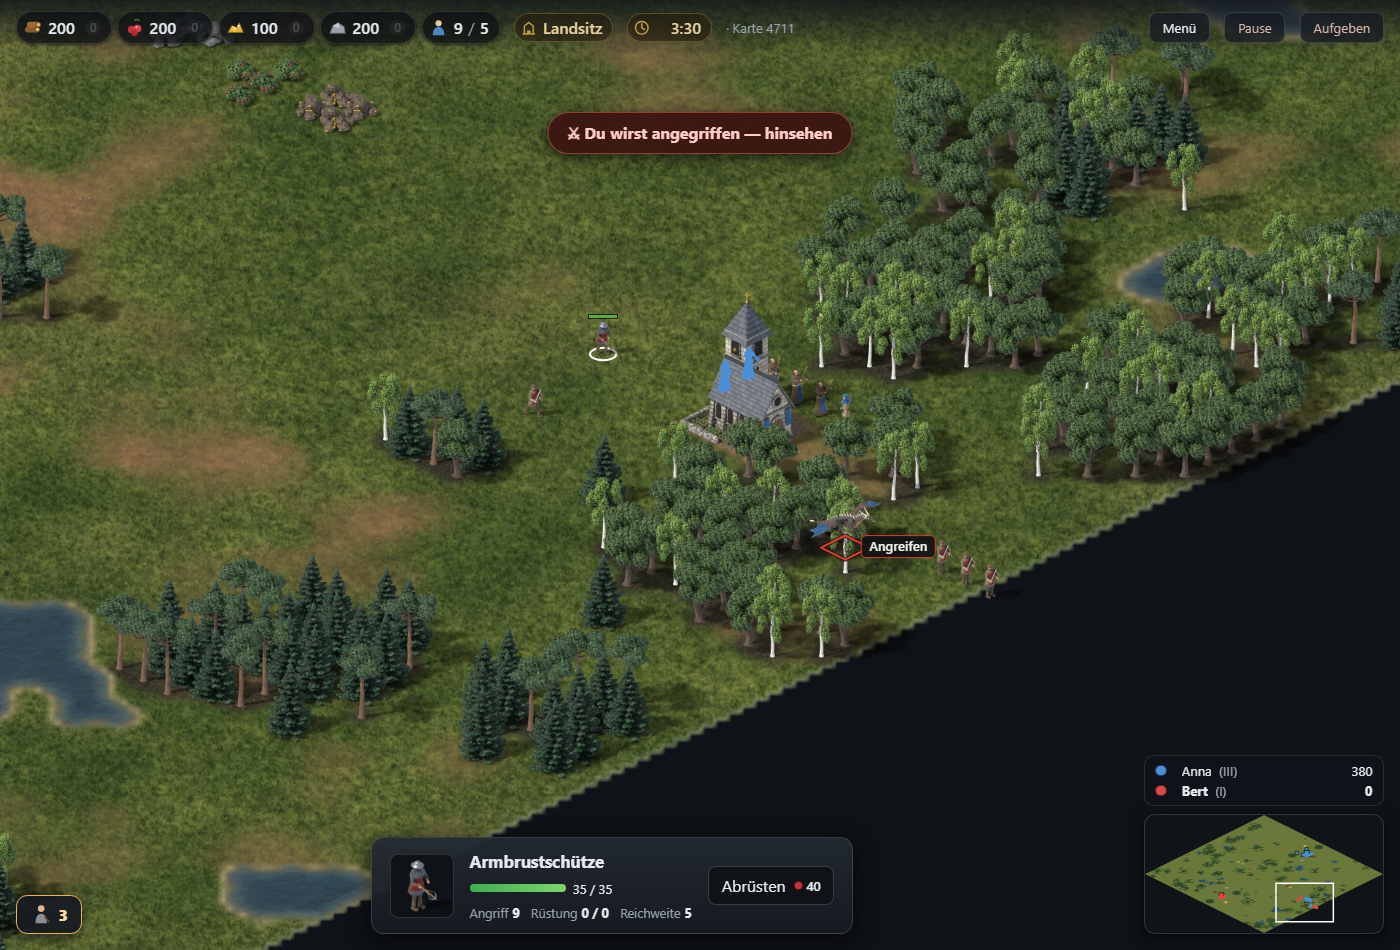 200 0 200 0 100 0 200 0 9 / 5 Landsitz 3:30 · Karte 4711 Menü Pause Aufgeben
Du wirst angegriffen — hinsehen
Angreifen
Anna (III) 380
Bert (I) 0
Armbrustschütze
35 / 35
Angriff 9 Rüstung 0 / 0 Reichweite 5
Abrüsten 40
3